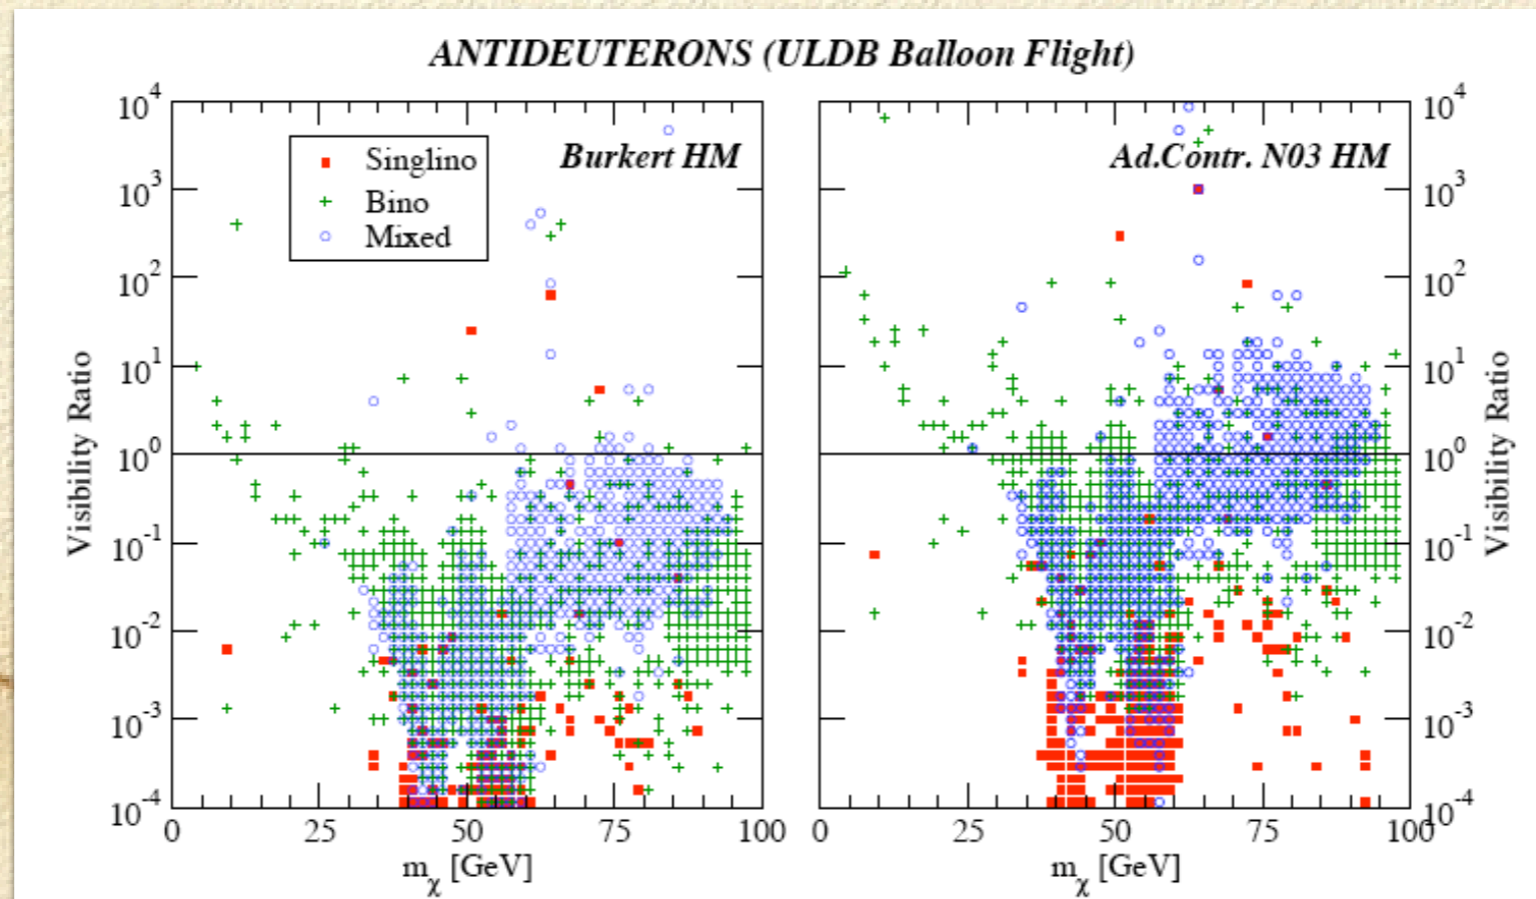 ANTIDEUTERONS (ULDB Balloon Flight)
Burkert HM
Singlino
Bino
Mixed
10^4
10^3
10^2
10^1
10^0
10^-1
10^-2
10^-3
10^-4
Visibility Ratio
0 25 50 75 100
m_χ [GeV]
Ad.Contr. N03 HM
0 25 50 75 100
m_χ [GeV]
10^4
10^3
10^2
10^1
10^0
10^-1
10^-2
10^-3
10^-4
Visibility Ratio